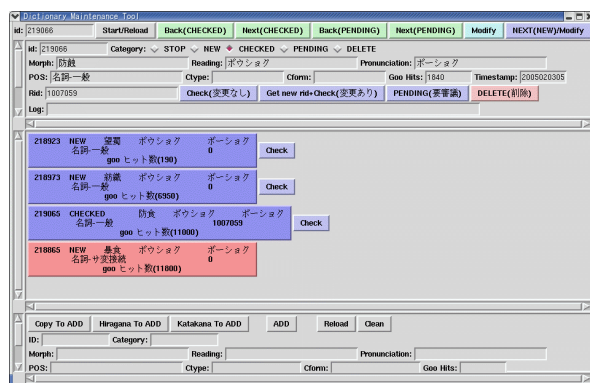 Dictionary Maintenance Tool
id: 219066 Start/Reload Back(CHECKED) Next(CHECKED) Back(PENDING) Next(PENDING) Modify NEXT(NEW)/Modify
id: 219066 Category: STOP NEW CHECKED PENDING DELETE
Morph: 防蝕 Reading: ボウショク Pronunciation: ボーショク
POS: 名詞-一般 Ctype: Cform: Goo Hits: 1840 Timestamp: 2005020305
Rid: 1007059 Check(変更なし) Get new rid+Check(変更あり) PENDING(要審議) DELETE(削除)
Log:
218923 NEW 望蜀 ボウショク ボーショク
名詞-一般 0
goo ヒット数(190)
Check
218973 NEW 紡織 ボウショク ボーショク
名詞-一般 0
goo ヒット数(6950)
Check
219065 CHECKED 防食 ボウショク ボーショク
名詞-一般 1007059
goo ヒット数(11000)
Check
218865 NEW 暴食 ボウショク ボーショク
名詞-サ変接続 0
goo ヒット数(11800)
Copy To ADD Hiragana To ADD Katakana To ADD ADD Reload Clean
ID: Category:
Morph: Reading: Pronunciation:
POS: Ctype: Cform: Goo Hits: